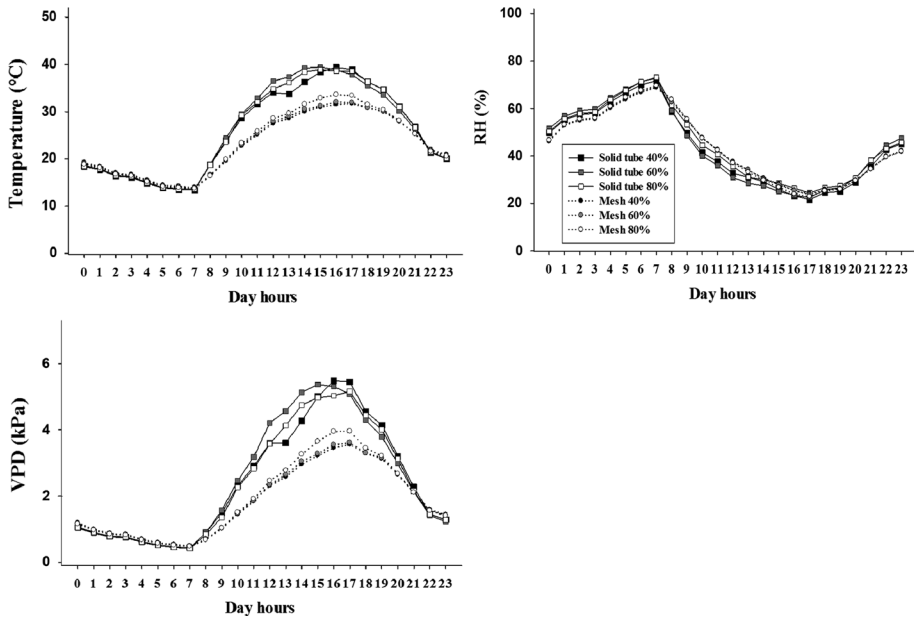 50
40
30
20
10
0
Temperature (°C)
0 1 2 3 4 5 6 7 8 9 10 11 12 13 14 15 16 17 18 19 20 21 22 23
Day hours
100
80
60
40
20
0
RH (%)
Solid tube 40%
Solid tube 60%
Solid tube 80%
Mesh 40%
Mesh 60%
Mesh 80%
0 1 2 3 4 5 6 7 8 9 10 11 12 13 14 15 16 17 18 19 20 21 22 23
Day hours
6
4
2
0
VPD (kPa)
0 1 2 3 4 5 6 7 8 9 10 11 12 13 14 15 16 17 18 19 20 21 22 23
Day hours